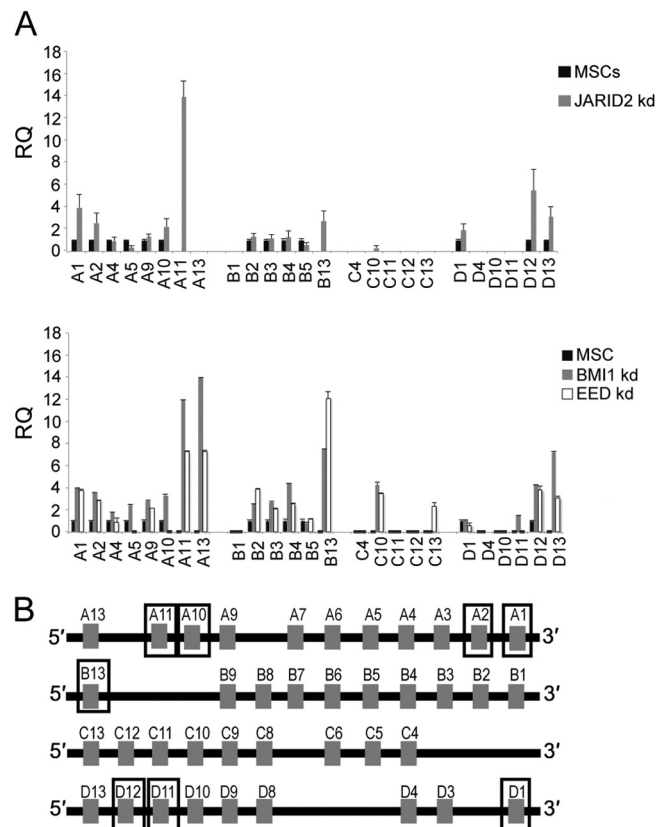 A
18
16
14
12
10
8
6
4
2
0
RQ
MSCs
JARID2 kd
A1 A2 A4 A5 A9 A10 A11 A13 B1 B2 B3 B4 B5 B13 C4 C10 C11 C12 C13 D1 D4 D10 D11 D12 D13
18
16
14
12
10
8
6
4
2
0
RQ
MSC
BMI1 kd
EED kd
A1 A2 A4 A5 A9 A10 A11 A13 B1 B2 B3 B4 B5 B13 C4 C10 C11 C12 C13 D1 D4 D10 D11 D12 D13
B
A13 A11 A10 A9 A7 A6 A5 A4 A3 A2 A1
5′ 3′
B13 B9 B8 B7 B6 B5 B4 B3 B2 B1
5′ 3′
C13 C12 C11 C10 C9 C8 C6 C5 C4
5′ 3′
D13 D12 D11 D10 D9 D8 D4 D3 D1
5′ 3′